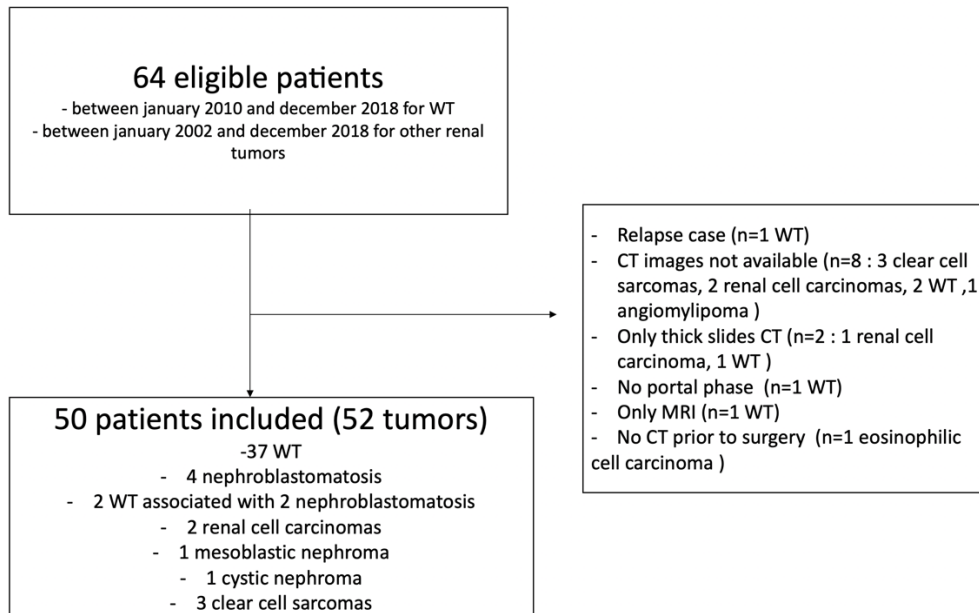 64 eligible patients
- between january 2010 and december 2018 for WT
- between january 2002 and december 2018 for other renal
tumors
- Relapse case (n=1 WT)
- CT images not available (n=8 : 3 clear cell
sarcomas, 2 renal cell carcinomas, 2 WT ,1
angiomylipoma )
- Only thick slides CT (n=2 : 1 renal cell
carcinoma, 1 WT )
- No portal phase (n=1 WT)
- Only MRI (n=1 WT)
- No CT prior to surgery (n=1 eosinophilic
cell carcinoma )
50 patients included (52 tumors)
-37 WT
- 4 nephroblastomatosis
- 2 WT associated with 2 nephroblastomatosis
- 2 renal cell carcinomas
- 1 mesoblastic nephroma
- 1 cystic nephroma
- 3 clear cell sarcomas